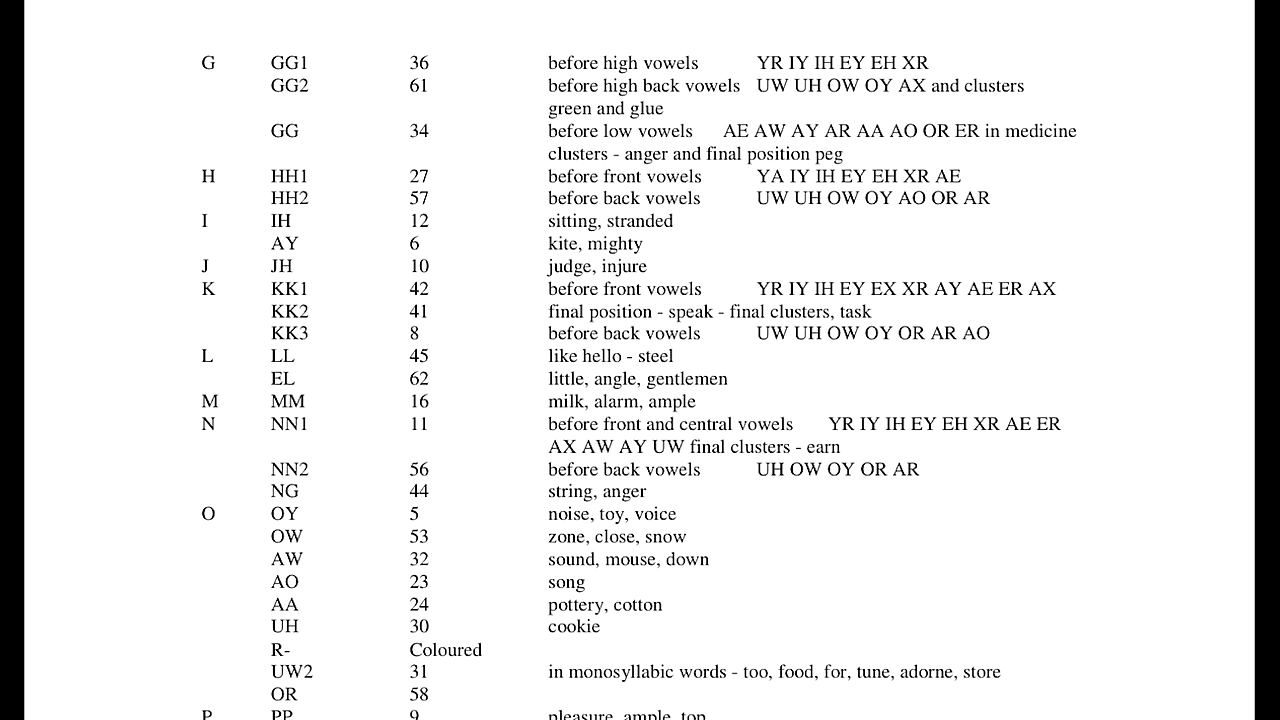 G GG1 36 before high vowels YR IY IH EY EH XR
GG2 61 before high back vowels UW UH OW OY AX and clusters
green and glue
GG 34 before low vowels AE AW AY AR AA AO OR ER in medicine
clusters - anger and final position peg
H HH1 27 before front vowels YA IY IH EY EH XR AE
HH2 57 before back vowels UW UH OW OY AO OR AR
I IH 12 sitting, stranded
AY 6 kite, mighty
J JH 10 judge, injure
K KK1 42 before front vowels YR IY IH EY EX XR AY AE ER AX
KK2 41 final position - speak - final clusters, task
KK3 8 before back vowels UW UH OW OY OR AR AO
L LL 45 like hello - steel
EL 62 little, angle, gentlemen
M MM 16 milk, alarm, ample
N NN1 11 before front and central vowels YR IY IH EY EH XR AE ER
AX AW AY UW final clusters - earn
NN2 56 before back vowels UH OW OY OR AR
NG 44 string, anger
O OY 5 noise, toy, voice
OW 53 zone, close, snow
AW 32 sound, mouse, down
AO 23 song
AA 24 pottery, cotton
UH 30 cookie
R- Coloured
UW2 31 in monosyllabic words - too, food, for, tune, adorne, store
OR 58
P PP 9 pleasure, ample, top